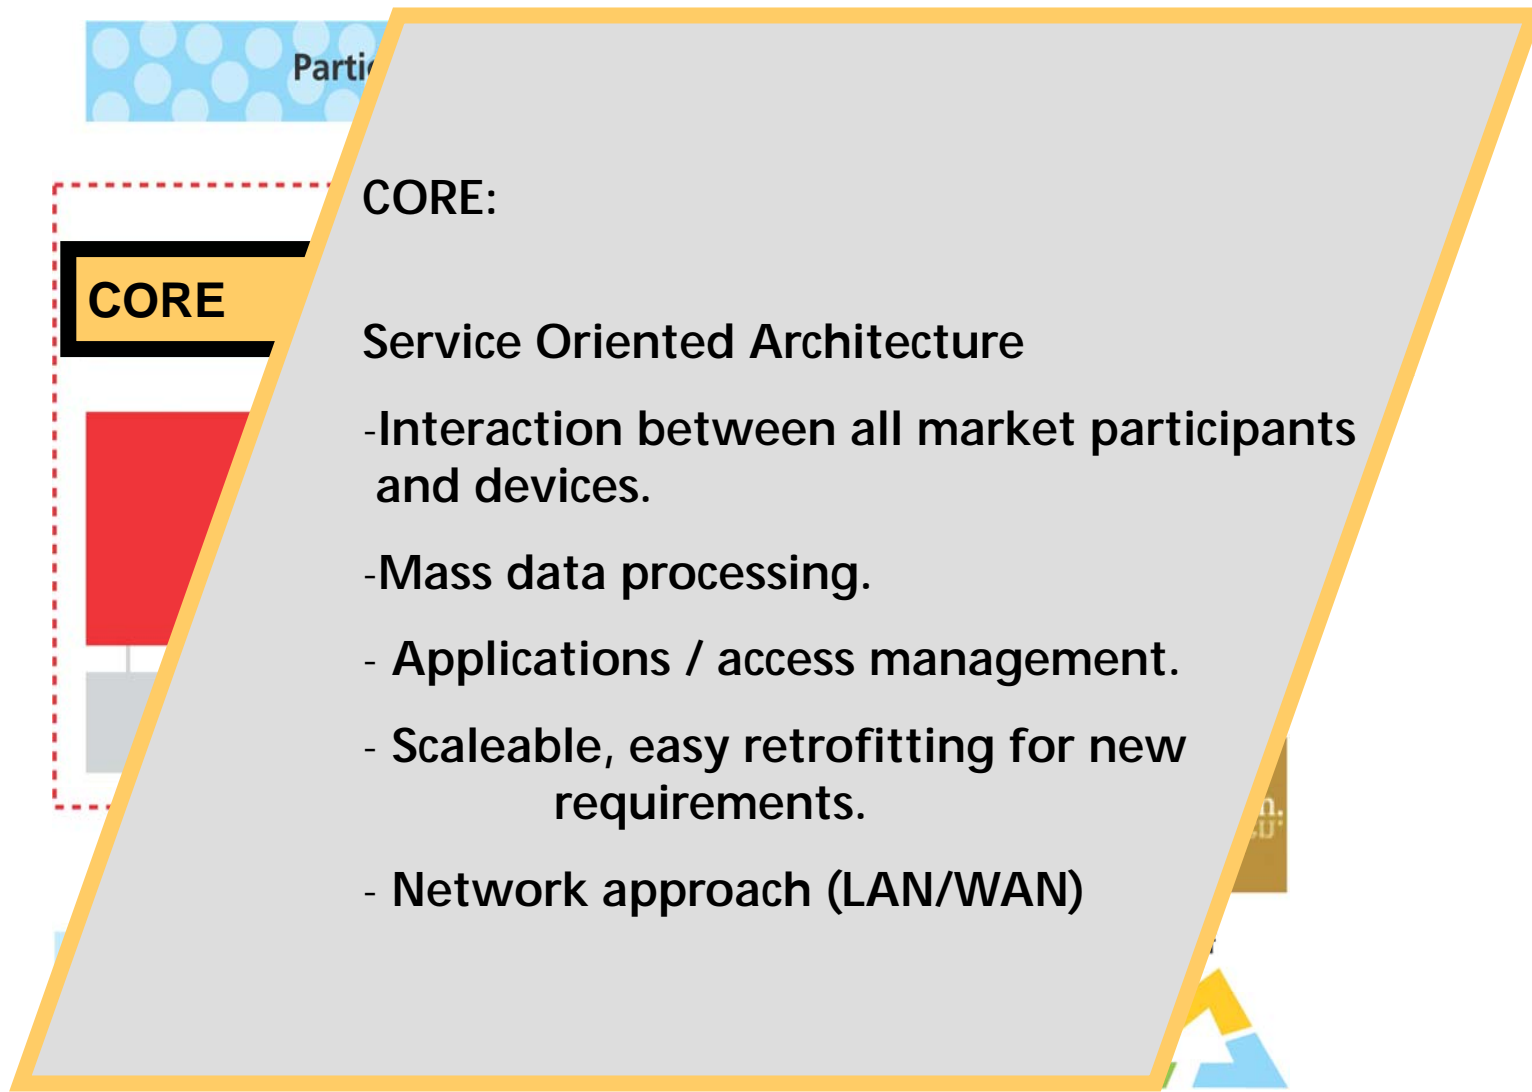 CORE:
CORE
Service Oriented Architecture
-Interaction between all market participants
and devices.
-Mass data processing.
- Applications / access management.
- Scaleable, easy retrofitting for new
requirements.
- Network approach (LAN/WAN)